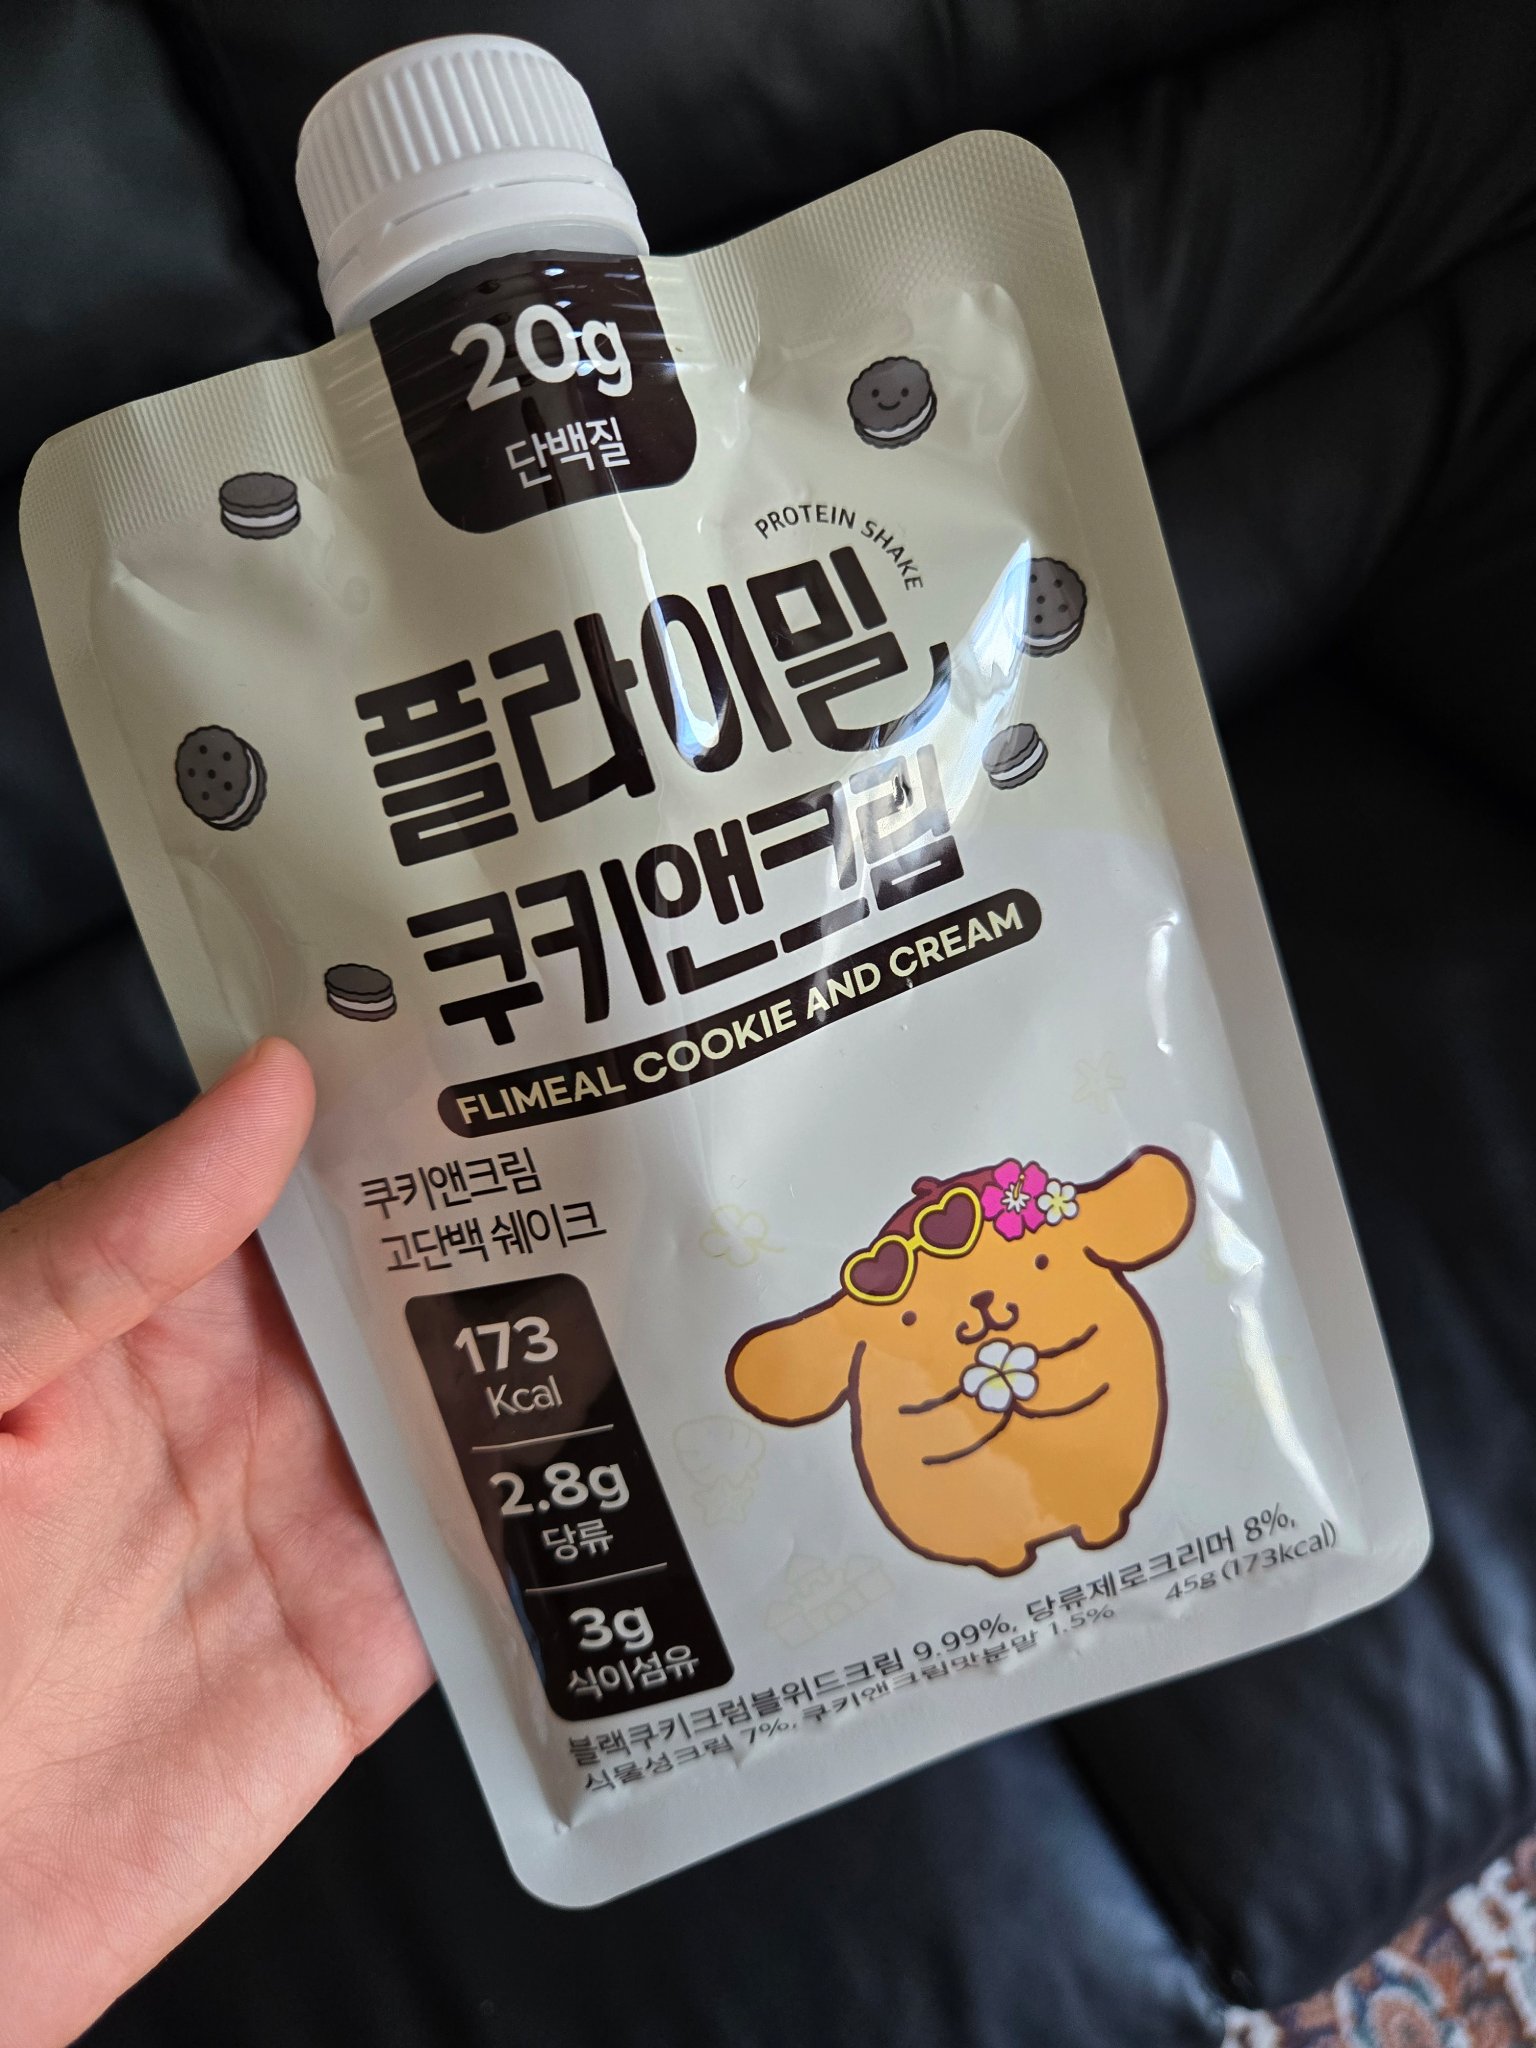 20g
단백질
PROTEIN SHAKE
플라이밀
쿠키앤크림
FLIMEAL COOKIE AND CREAM
쿠키앤크림
고단백 쉐이크
173
Kcal
2.8g
당류
3g
식이섬유
블랙쿠키크럼블위드크림 9.99%, 당류제로크리머 8%,
식물성크림 7%, 쿠키앤크림맛분말 1.5%
45g (173kcal)